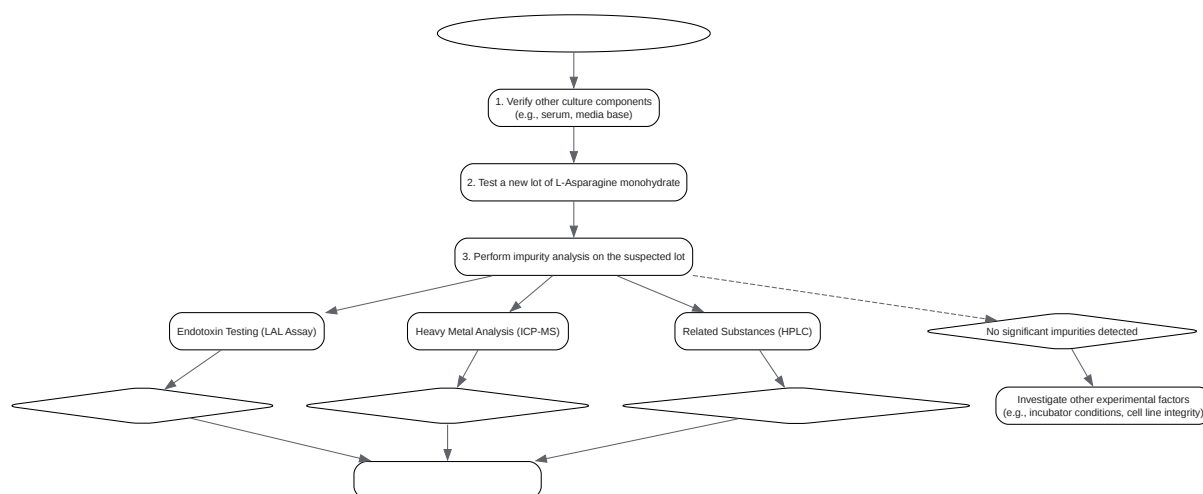 1. Verify other culture components
(e.g., serum, media base)
2. Test a new lot of L-Asparagine monohydrate
3. Perform impurity analysis on the suspected lot
Endotoxin Testing (LAL Assay)
Heavy Metal Analysis (ICP-MS)
Related Substances (HPLC)
No significant impurities detected
Investigate other experimental factors
(e.g., incubator conditions, cell line integrity)